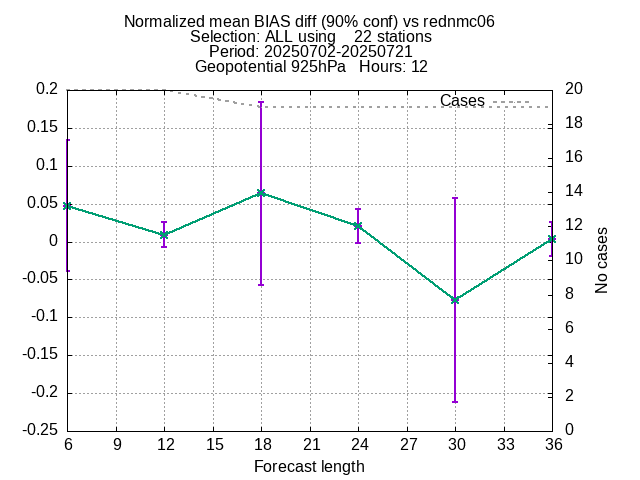 Normalized mean BIAS diff (90% conf) vs rednmc06
Selection: ALL using    22 stations
Period: 20250702-20250721
Geopotential 925hPa   Hours: 12
Cases
0.2
0.15
0.1
0.05
0
-0.05
-0.1
-0.15
-0.2
-0.25
20
18
16
14
12
10
8
6
4
2
0
No cases
6 9 12 15 18 21 24 27 30 33 36
Forecast length